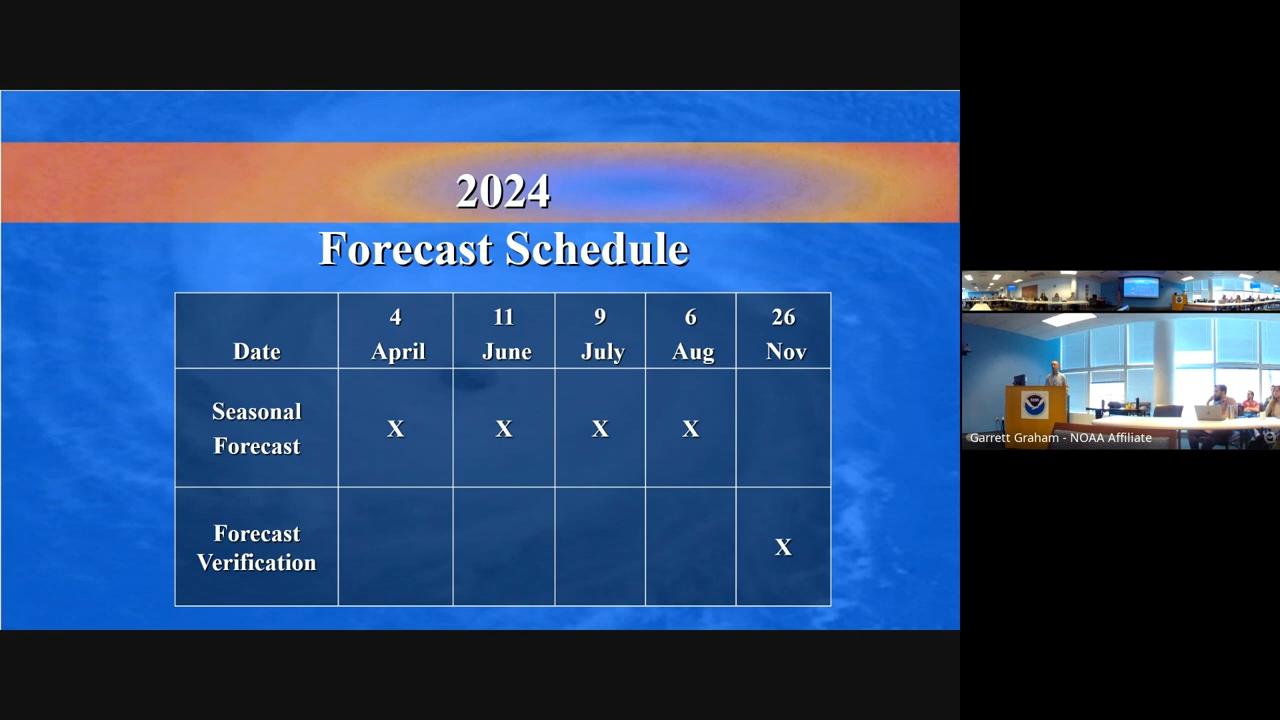 2024
Forecast Schedule
4 11 9 6 26
Date April June July Aug Nov
Seasonal
Forecast
X X X X
Forecast
Verification
X
Garrett Graham - NOAA Affiliate